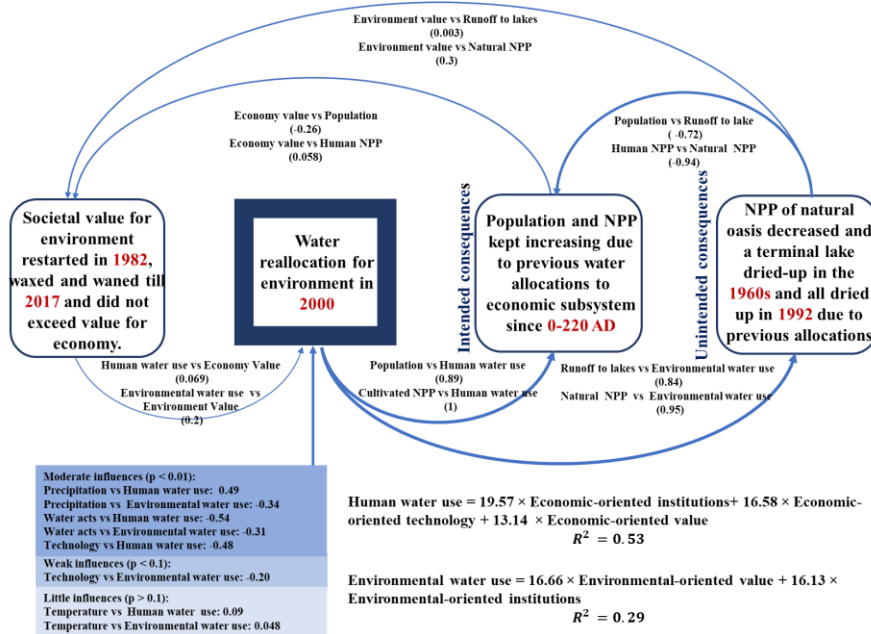 Environment value vs Runoff to lakes
(0.003)
Environment value vs Natural NPP
(0.3)
Economy value vs Population
(-0.26)
Economy value vs Human NPP
(0.058)
Population vs Runoff to lake
( -0.72)
Human NPP vs Natural NPP
(-0.94)
Societal value for
environment
restarted in 1982,
waxed and waned till
2017 and did not
exceed value for
economy.
Water
reallocation for
environment in
2000
Intended consequences
Population and NPP
kept increasing due
to previous water
allocations to
economic subsystem
since 0-220 AD
Unintended consequences
NPP of natural
oasis decreased and
a terminal lake
dried-up in the
1960s and all dried
up in 1992 due to
previous allocations
Human water use vs Economy Value
(0.069)
Environmental water use vs
Environment Value
(0.2)
Population vs Human water use
(0.89)
Cultivated NPP vs Human water use
(1)
Runoff to lakes vs Environmental water use
(0.84)
Natural NPP vs Environmental water use
(0.95)
Moderate influences (p < 0.01):
Precipitation vs Human water use: 0.49
Precipitation vs Environmental water use: -0.34
Water acts vs Human water use: -0.54
Water acts vs Environmental water use: -0.31
Technology vs Human water use: -0.48
Weak influences (p < 0.1):
Technology vs Environmental water use: -0.20
Little influences (p > 0.1):
Temperature vs Human water use: 0.09
Temperature vs Environmental water use: 0.048
Human water use = 19.57 × Economic-oriented institutions+ 16.58 × Economic-
oriented technology + 13.14 × Economic-oriented value
R² = 0.53
Environmental water use = 16.66 × Environmental-oriented value + 16.13 ×
Environmental-oriented institutions
R² = 0.29